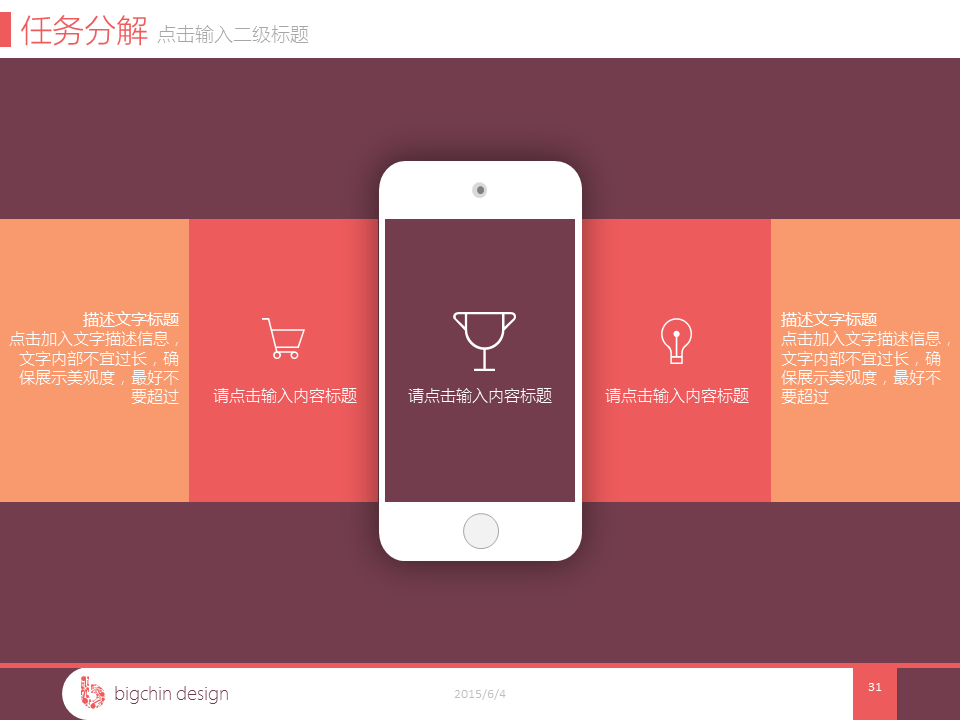 任务分解 点击输入二级标题
描述文字标题
点击加入文字描述信息，
文字内部不宜过长，确
保展示美观度，最好不
要超过
请点击输入内容标题
请点击输入内容标题
请点击输入内容标题
描述文字标题
点击加入文字描述信息，
文字内部不宜过长，确
保展示美观度，最好不
要超过
bigchin design
2015/6/4
31